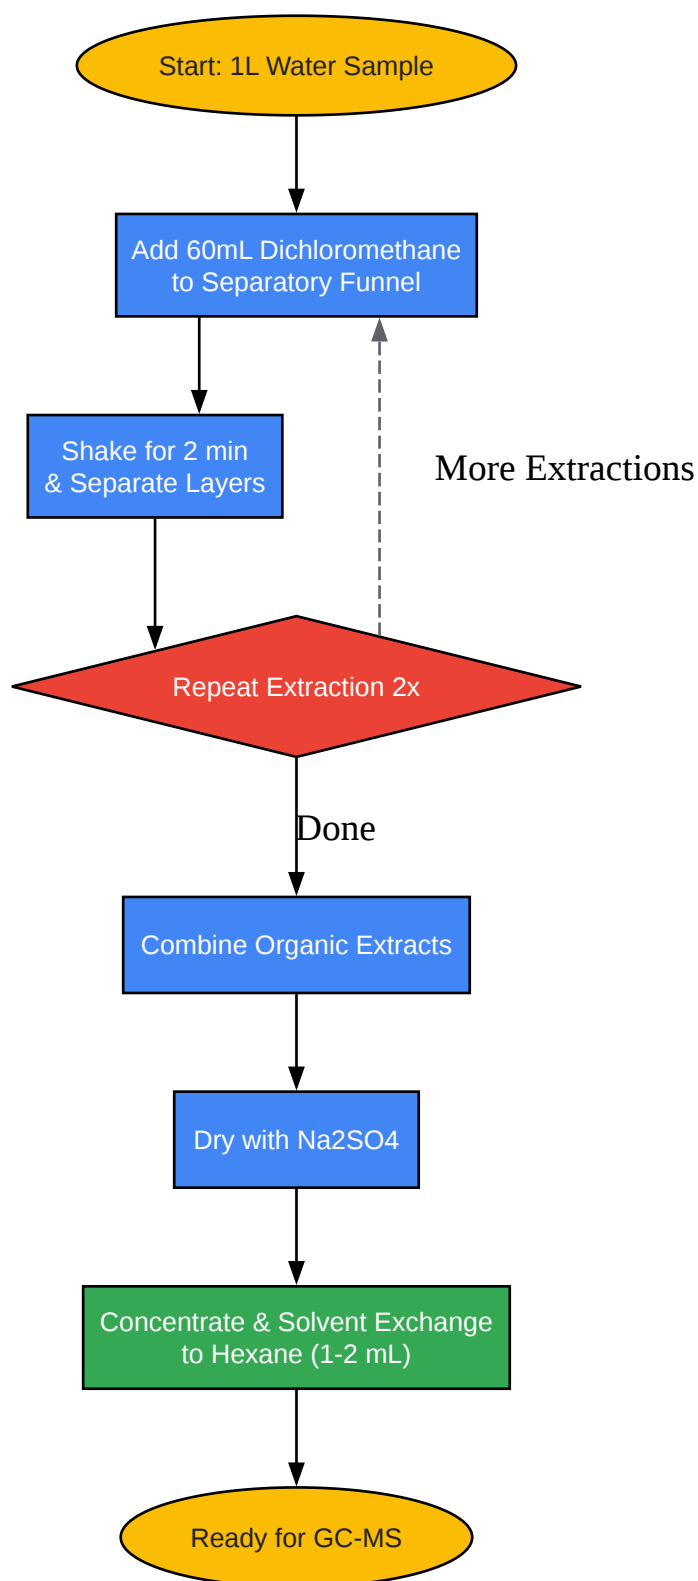 Start: 1L Water Sample
Add 60mL Dichloromethane
to Separatory Funnel
Shake for 2 min
& Separate Layers
More Extractions
Repeat Extraction 2x
Done
Combine Organic Extracts
Dry with Na2SO4
Concentrate & Solvent Exchange
to Hexane (1-2 mL)
Ready for GC-MS